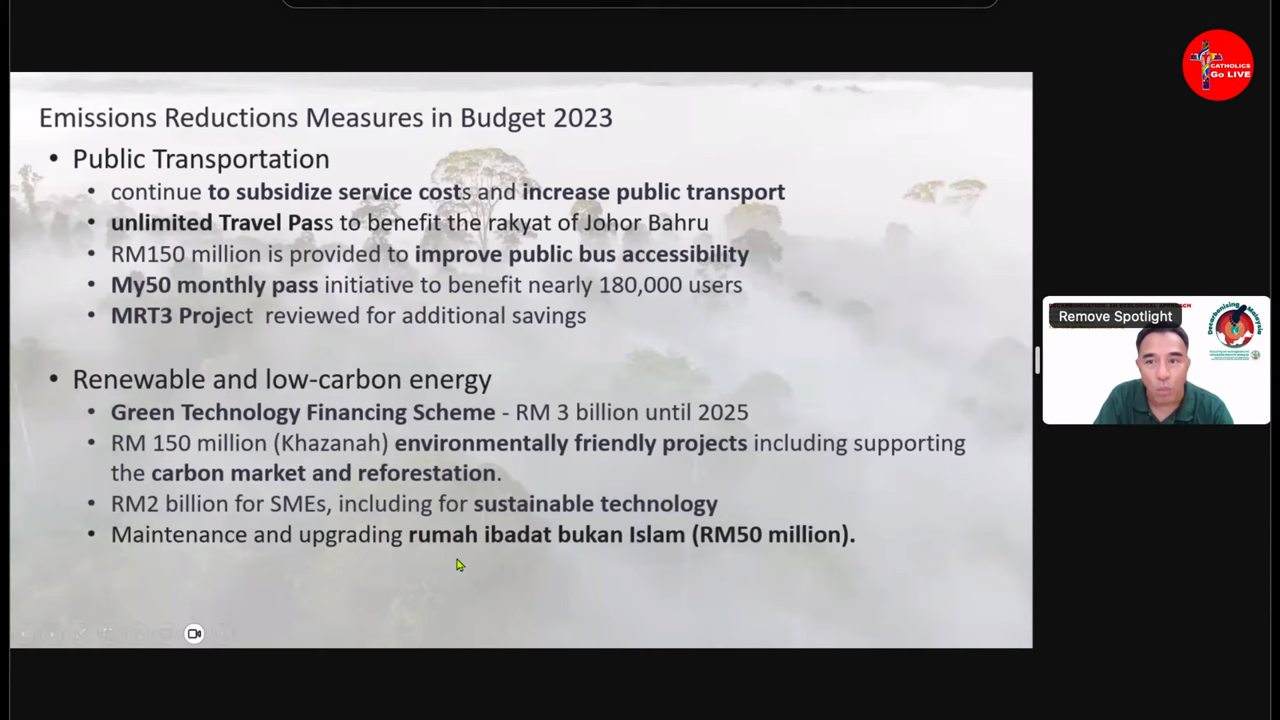 CATHOLICS
Go LIVE
Emissions Reductions Measures in Budget 2023
• Public Transportation
• continue to subsidize service costs and increase public transport
• unlimited Travel Pass to benefit the rakyat of Johor Bahru
• RM150 million is provided to improve public bus accessibility
• My50 monthly pass initiative to benefit nearly 180,000 users
• MRT3 Project reviewed for additional savings
• Renewable and low-carbon energy
• Green Technology Financing Scheme - RM 3 billion until 2025
• RM 150 million (Khazanah) environmentally friendly projects including supporting
the carbon market and reforestation.
• RM2 billion for SMEs, including for sustainable technology
• Maintenance and upgrading rumah ibadat bukan Islam (RM50 million).
Remove Spotlight
Decarbonising Malaysia